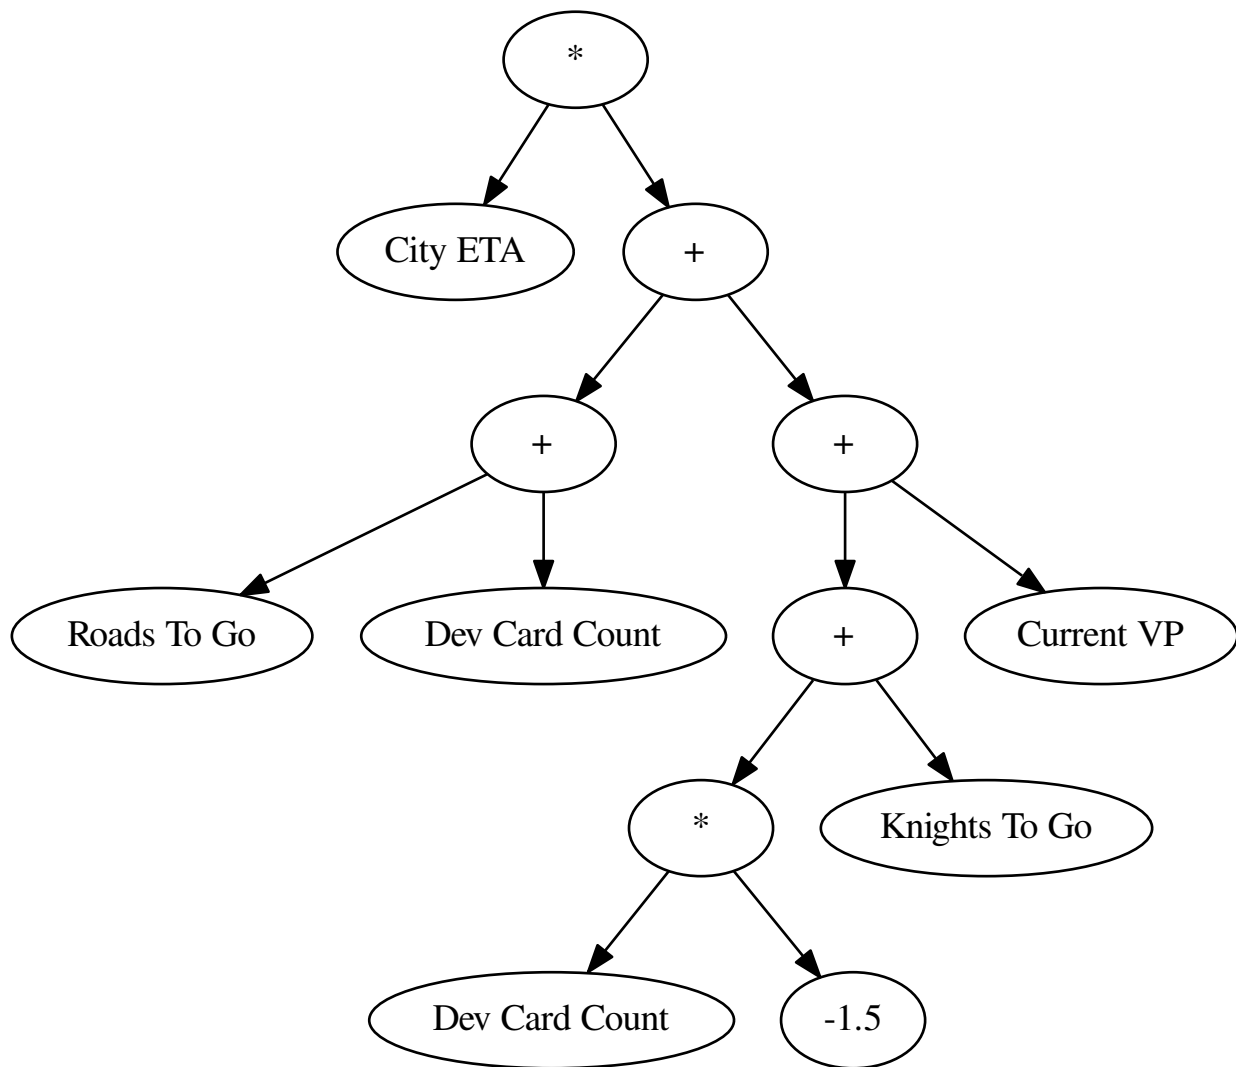 *
City ETA
+
+
+
Roads To Go
Dev Card Count
+
Current VP
*
Knights To Go
Dev Card Count
-1.5